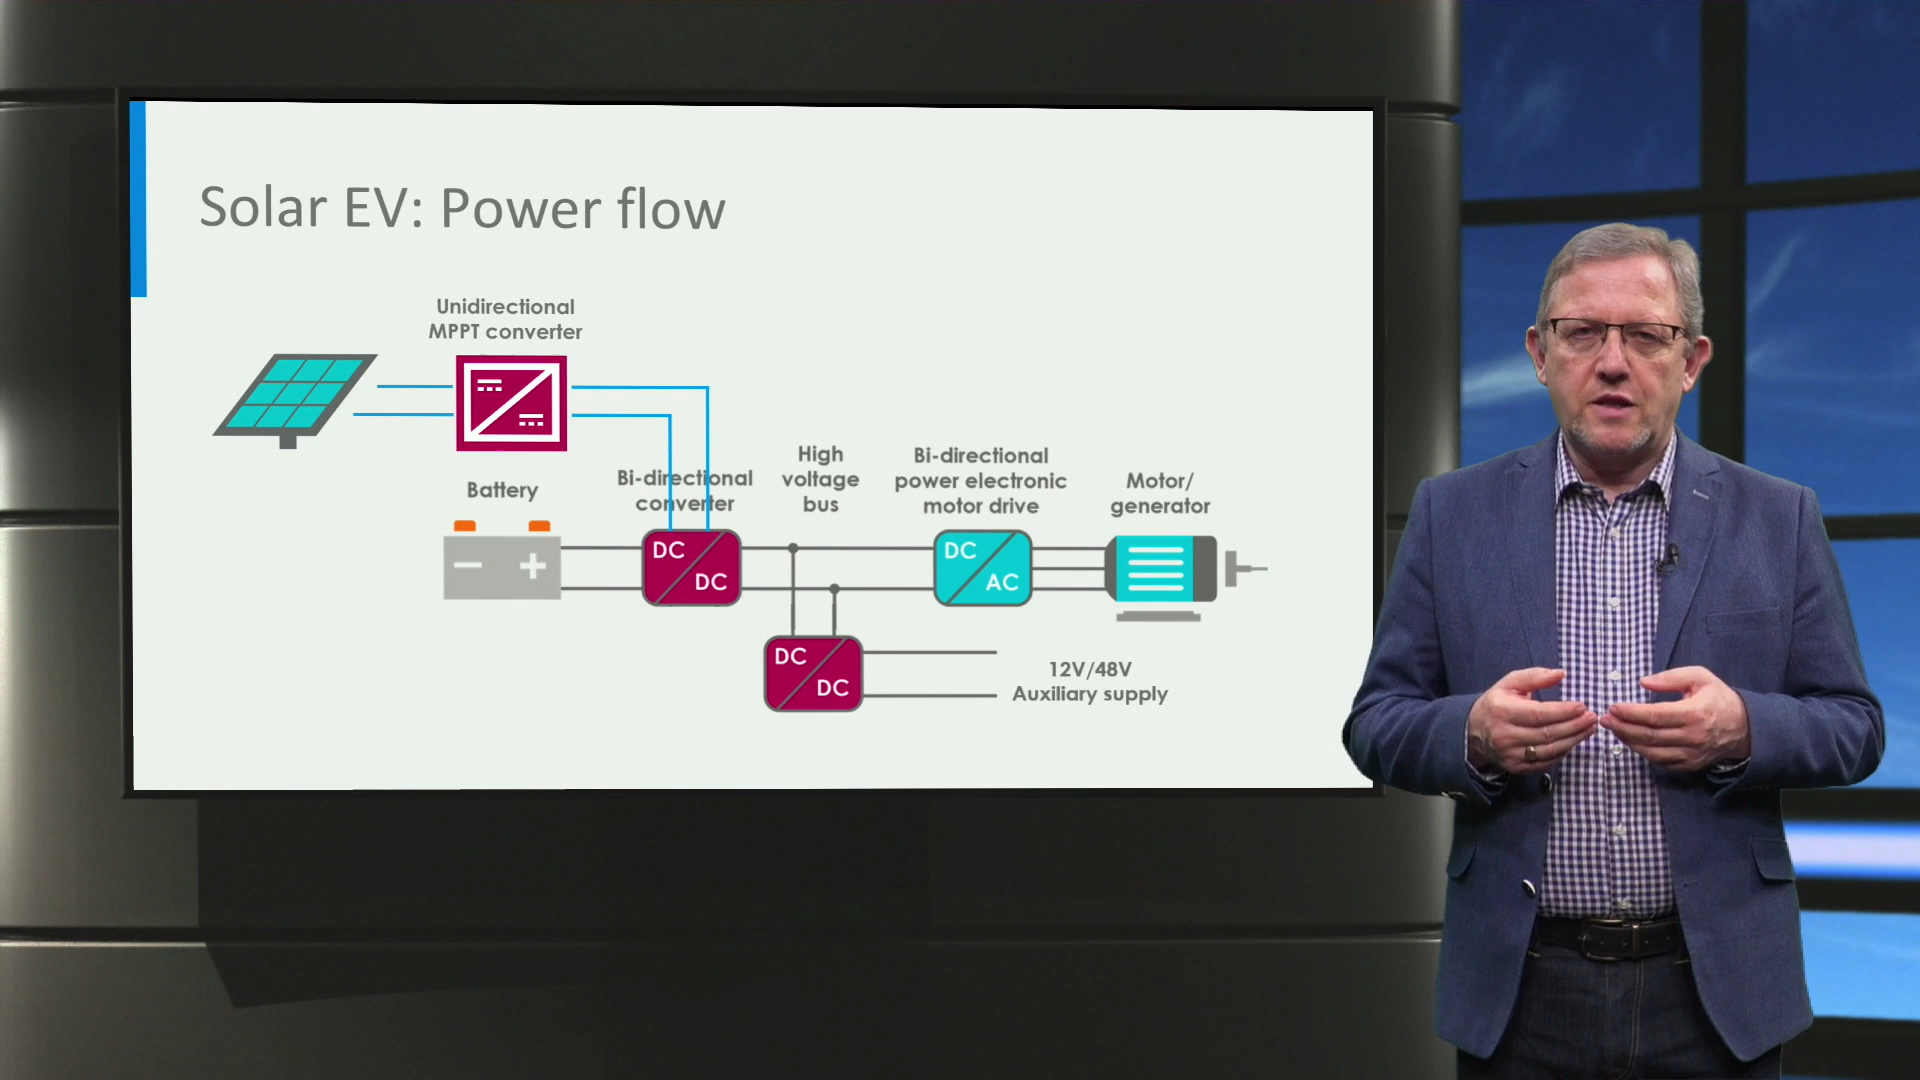 Solar EV: Power flow
Unidirectional
MPPT converter
Battery
Bi-directional
converter
High
voltage
bus
Bi-directional
power electronic
motor drive
Motor/
generator
DC
DC
DC
AC
DC
DC
12V/48V
Auxiliary supply